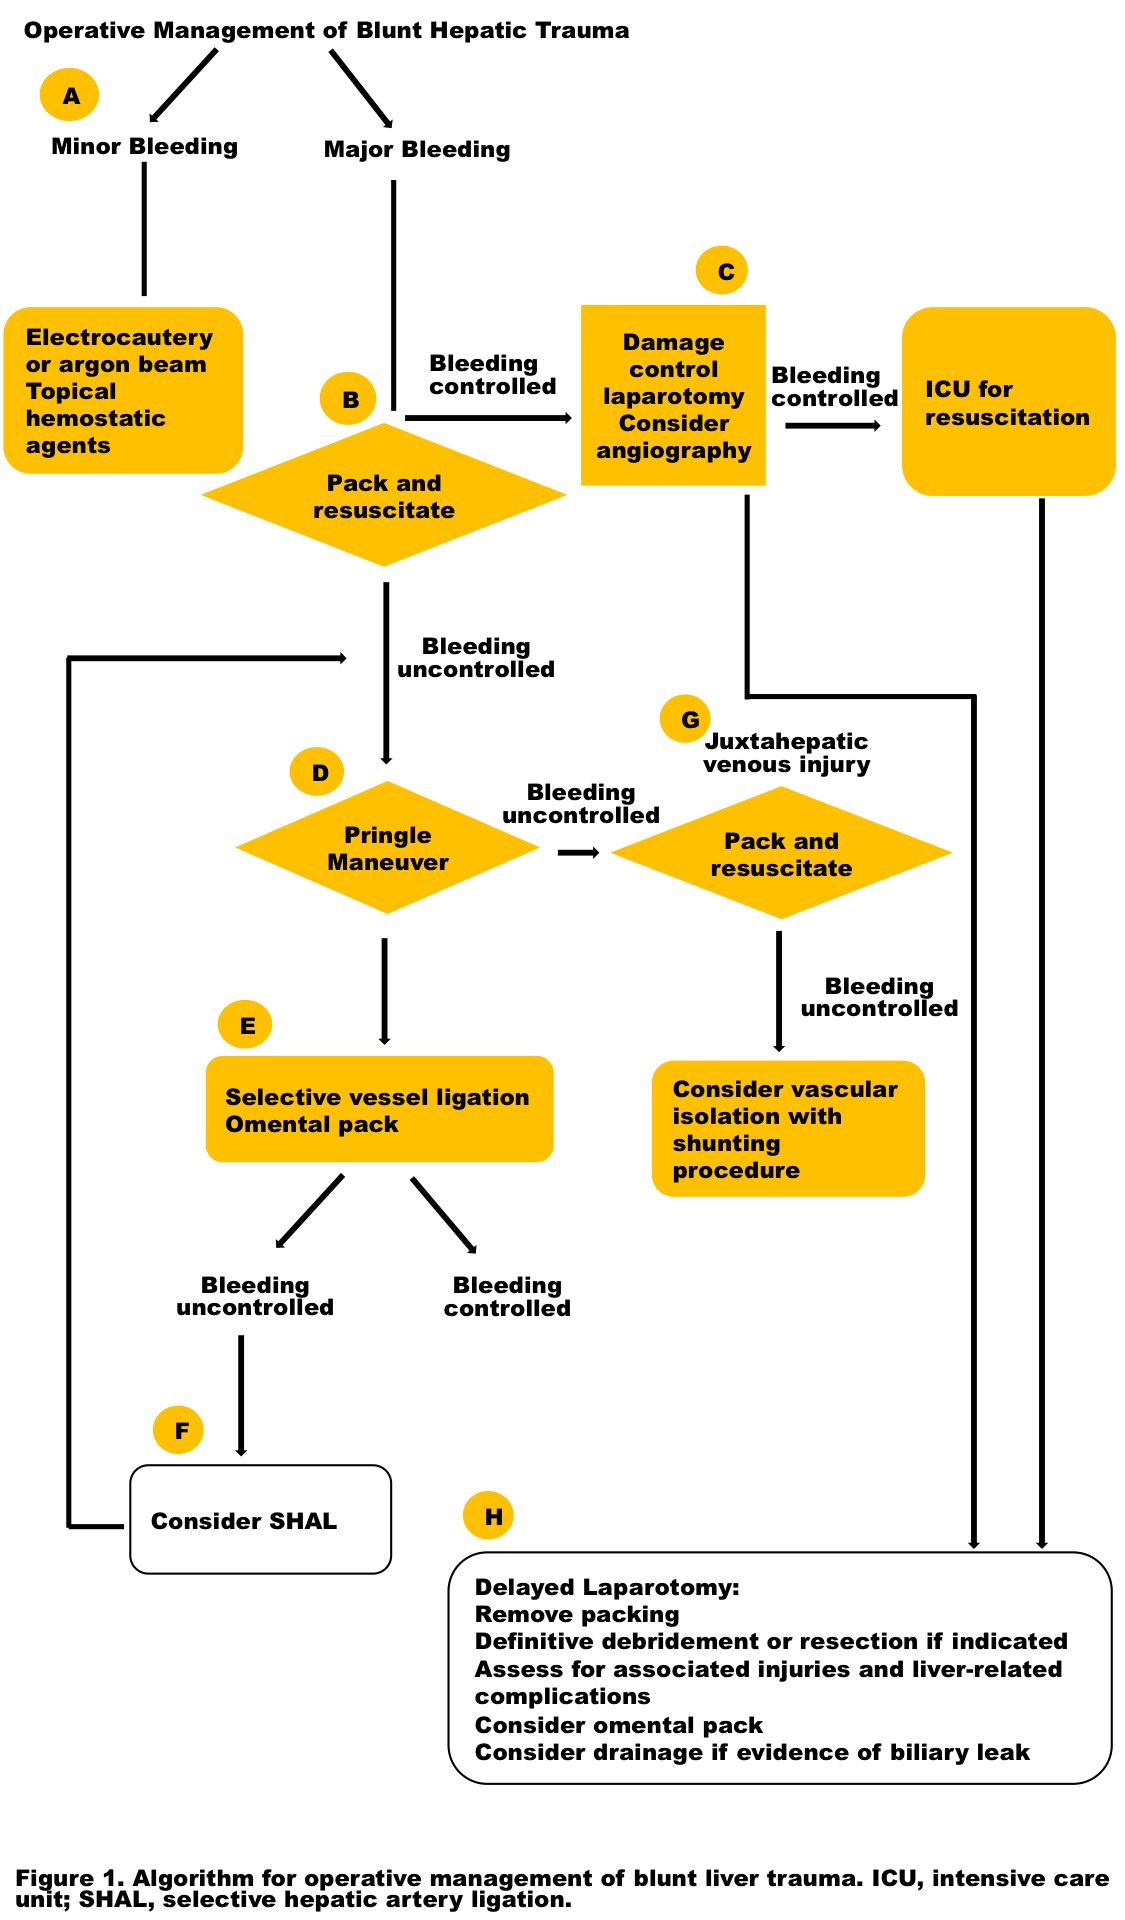 Operative Management of Blunt Hepatic Trauma
A
Minor Bleeding
Major Bleeding
C
Electrocautery
or argon beam
Topical
hemostatic
agents
B
Bleeding
controlled
Damage
control
laparotomy
Consider
angiography
Bleeding
controlled
ICU for
resuscitation
Pack and
resuscitate
Bleeding
uncontrolled
G
Juxtahepatic
venous injury
D
Bleeding
uncontrolled
Pringle
Maneuver
Pack and
resuscitate
Bleeding
uncontrolled
E
Selective vessel ligation
Omental pack
Consider vascular
isolation with
shunting
procedure
Bleeding
uncontrolled
Bleeding
controlled
F
Consider SHAL
H
Delayed Laparotomy:
Remove packing
Definitive debridement or resection if indicated
Assess for associated injuries and liver-related
complications
Consider omental pack
Consider drainage if evidence of biliary leak
Figure 1. Algorithm for operative management of blunt liver trauma. ICU, intensive care
unit; SHAL, selective hepatic artery ligation.